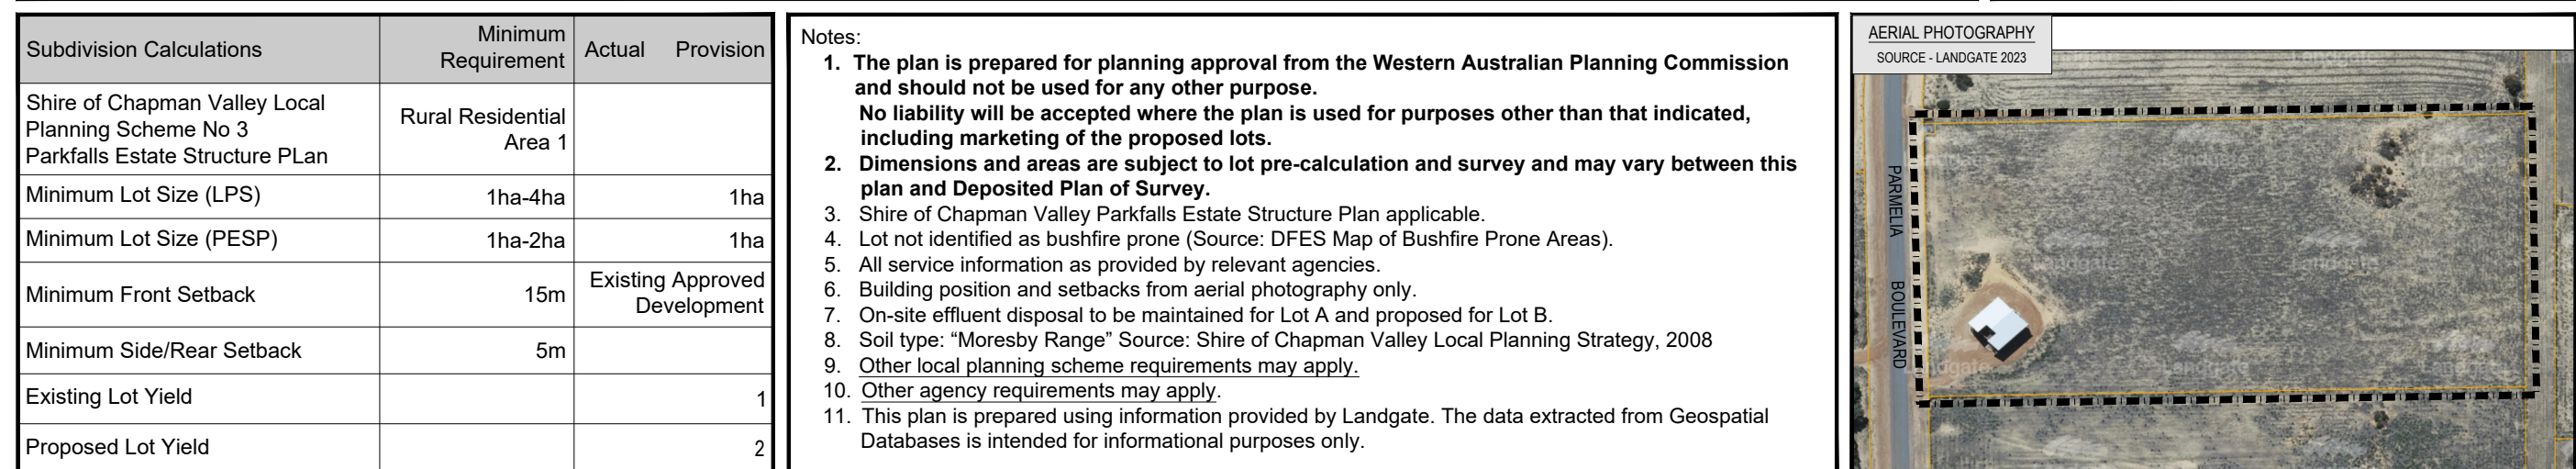 Subdivision Calculations
Minimum
Requirement
Actual Provision
Shire of Chapman Valley Local
Planning Scheme No 3
Parkfalls Estate Structure PLan
Rural Residential
Area 1
Minimum Lot Size (LPS)
1ha-4ha
1ha
Minimum Lot Size (PESP)
1ha-2ha
1ha
Minimum Front Setback
15m
Existing Approved
Development
Minimum Side/Rear Setback
5m
Existing Lot Yield
1
Proposed Lot Yield
2
Notes:
1. The plan is prepared for planning approval from the Western Australian Planning Commission
and should not be used for any other purpose.
No liability will be accepted where the plan is used for purposes other than that indicated,
including marketing of the proposed lots.
2. Dimensions and areas are subject to lot pre-calculation and survey and may vary between this
plan and Deposited Plan of Survey.
3. Shire of Chapman Valley Parkfalls Estate Structure Plan applicable.
4. Lot not identified as bushfire prone (Source: DFES Map of Bushfire Prone Areas).
5. All service information as provided by relevant agencies.
6. Building position and setbacks from aerial photography only.
7. On-site effluent disposal to be maintained for Lot A and proposed for Lot B.
8. Soil type: “Moresby Range” Source: Shire of Chapman Valley Local Planning Strategy, 2008
9. Other local planning scheme requirements may apply.
10. Other agency requirements may apply.
11. This plan is prepared using information provided by Landgate. The data extracted from Geospatial
Databases is intended for informational purposes only.
AERIAL PHOTOGRAPHY
SOURCE - LANDGATE 2023
PARMELIA BOULEVARD
Landgate
Landgate
Landgate
Landgate
Landgate
Landgate
Landgate
Landgate